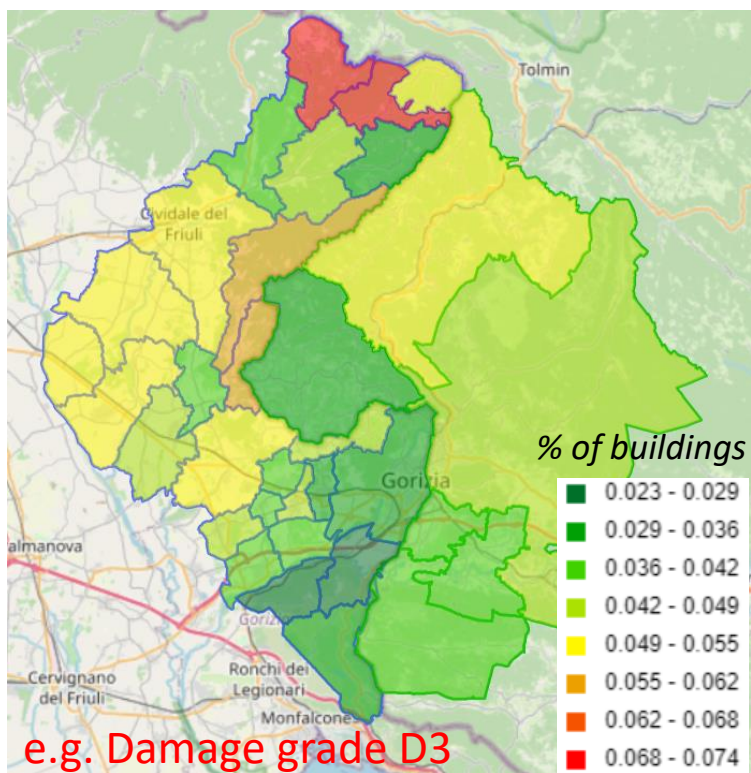 Tolmin
Cividale del
Friuli
% of buildings
Gorizia
0.023 - 0.029
0.029 - 0.036
0.036 - 0.042
0.042 - 0.049
0.049 - 0.055
0.055 - 0.062
0.062 - 0.068
0.068 - 0.074
almanova
Gorizi
Cervignano
del Friuli
Ronchi dei
Legionari
Monfalcone
e.g. Damage grade D3